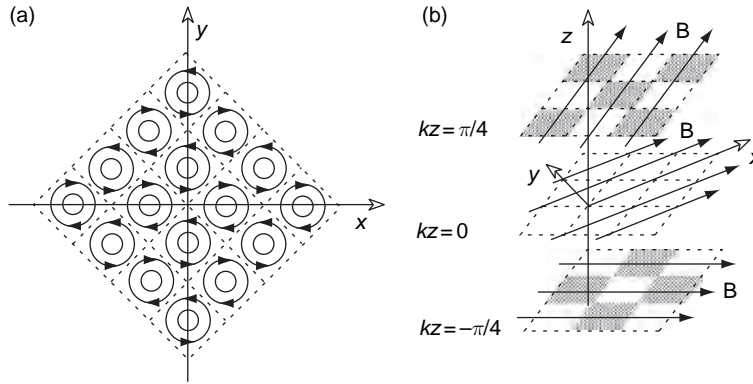 (a)
y
x
(b)
z
B
kz = π/4
B
x
y
kz = 0
B
kz = −π/4